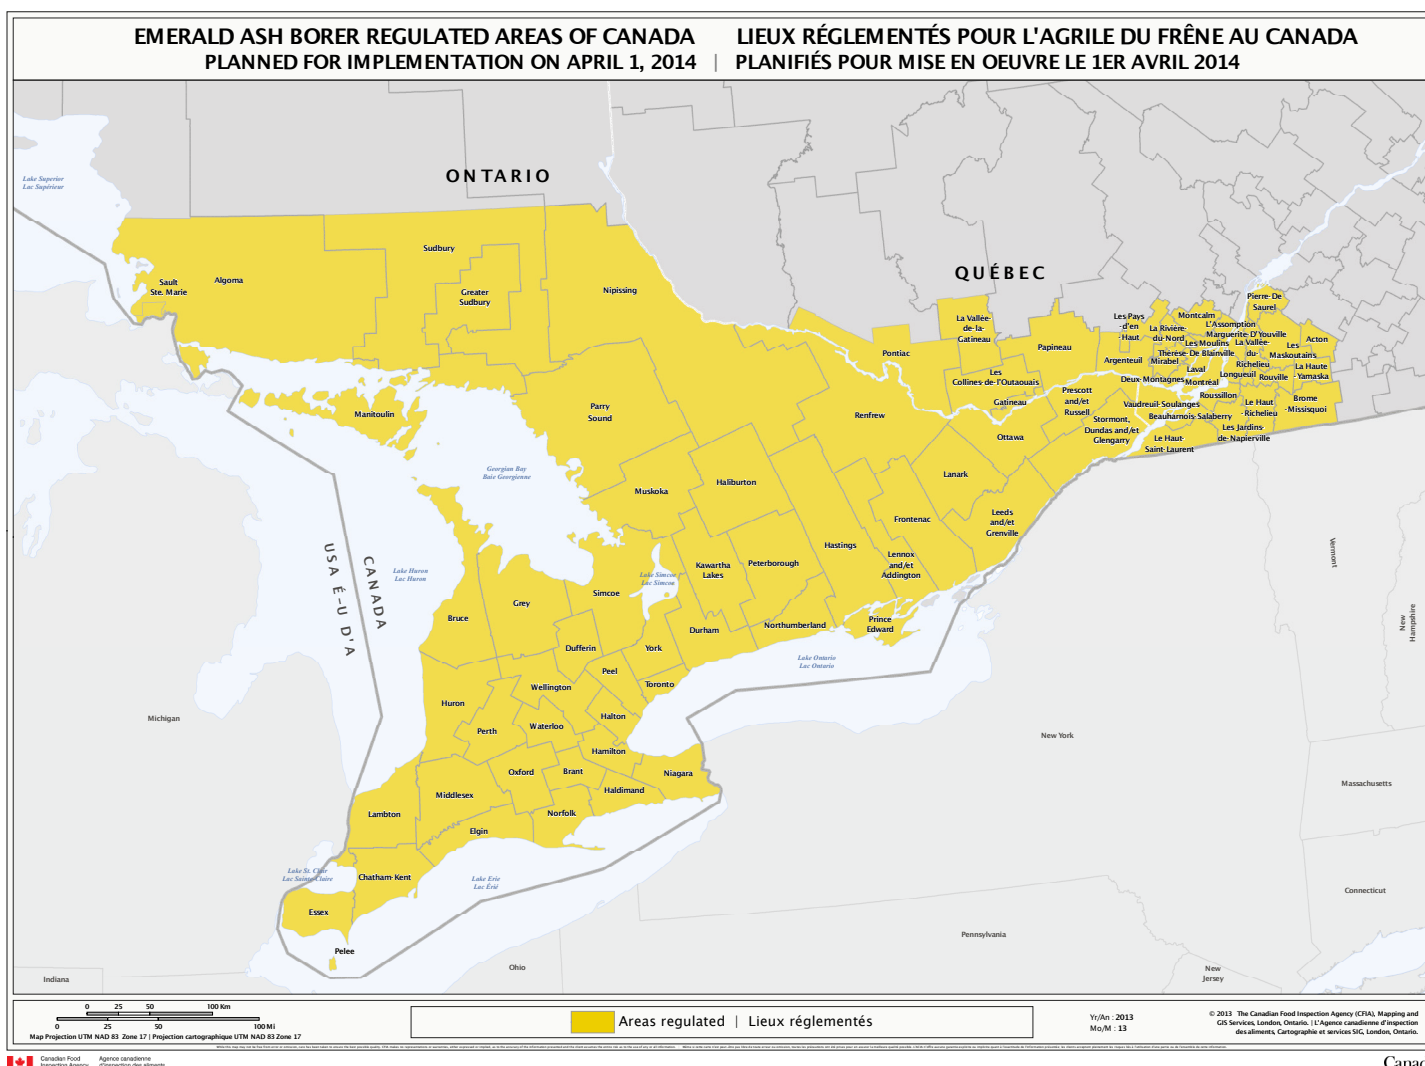 EMERALD ASH BORER REGULATED AREAS OF CANADA
PLANNED FOR IMPLEMENTATION ON APRIL 1, 2014 |
LIEUX RÉGLEMENTÉS POUR L'AGRILE DU FRÊNE AU CANADA
PLANIFIÉS POUR MISE EN OEUVRE LE 1ER AVRIL 2014
Lake Superior
Lac Supérieur
ONTARIO
QUÉBEC
Sudbury
Algoma
Sault
Ste. Marie
Greater
Sudbury
Nipissing
La Vallée-
de-la-
Gatineau
Pontiac
Papineau
Les
Collines-de-l'Outaouais
Gatineau
Les Pays
-d'en
-Haut
Argenteuil
La Rivière-
du-Nord
Montcalm
L'Assomption
Pierre-De
Saurel
Marguerite-D'Youville
Les Moulins
Thérèse-De Blainville
Mirabel
La Vallée-
du-
Richelieu
Les
Maskoutains
Acton
Laval
Deux-Montagnes
Montréal
Longueuil
Rouville
La Haute
-Yamaska
Vaudreuil-Soulanges
Roussillon
Beauharnois-Salaberry
Le Haut
-Richelieu
Brome
-Missisquoi
Les Jardins-
de-Napierville
Le Haut-
Saint-Laurent
Prescott
and/et
Russell
Stormont,
Dundas and/et
Glengarry
Ottawa
Renfrew
Lanark
Leeds
and/et
Grenville
Frontenac
Lennox
and/et
Addington
Hastings
Prince
Edward
Manitoulin
Parry
Sound
Georgian Bay
Baie Georgienne
Muskoka
Haliburton
Kawartha
Lakes
Peterborough
Northumberland
Durham
Lake Simcoe
Lac Simcoe
Simcoe
York
Toronto
Lake Ontario
Lac Ontario
Lake Huron
Lac Huron
CANADA
USA É-U D'A
Bruce
Grey
Dufferin
Peel
Wellington
Halton
Waterloo
Huron
Perth
Hamilton
Niagara
Oxford
Brant
Haldimand
Norfolk
Middlesex
Elgin
Lambton
Chatham-Kent
Lake St. Clair
Lac Sainte-Claire
Lake Erie
Lac Érié
Essex
Pelee
Michigan
Indiana
Ohio
Pennsylvania
New York
New
Jersey
Connecticut
Massachusetts
Vermont
New
Hampshire
0 25 50 100 Km
0 25 50 100 Mi
Map Projection UTM NAD 83 Zone 17 | Projection cartographique UTM NAD 83 Zone 17
Areas regulated | Lieux réglementés
Yr/An : 2013
Mo/M : 13
© 2013 The Canadian Food Inspection Agency (CFIA), Mapping and
GIS Services, London, Ontario. | L'Agence canadienne d'inspection
des aliments, Cartographie et services SIG, London, Ontario.
Canadian Food
Inspection Agency
Agence canadienne
d'inspection des aliments